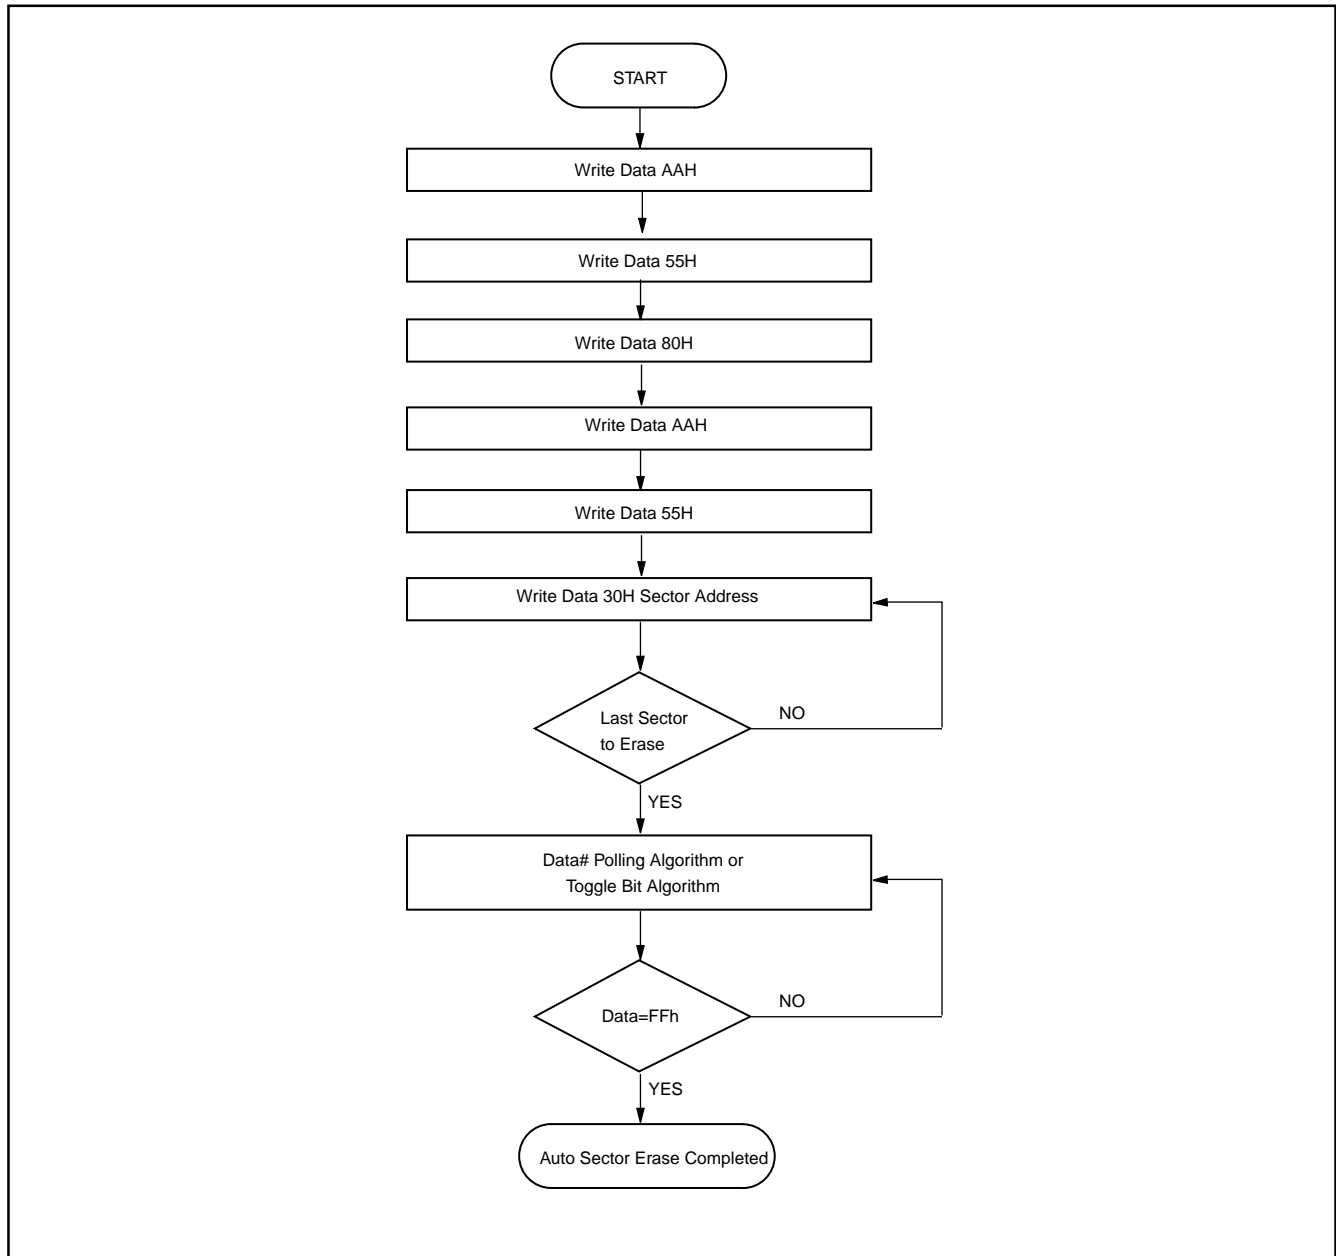 START
Write Data AAH
Write Data 55H
Write Data 80H
Write Data AAH
Write Data 55H
Write Data 30H Sector Address
Last Sector
to Erase
NO
YES
Data# Polling Algorithm or
Toggle Bit Algorithm
Data=FFh
NO
YES
Auto Sector Erase Completed